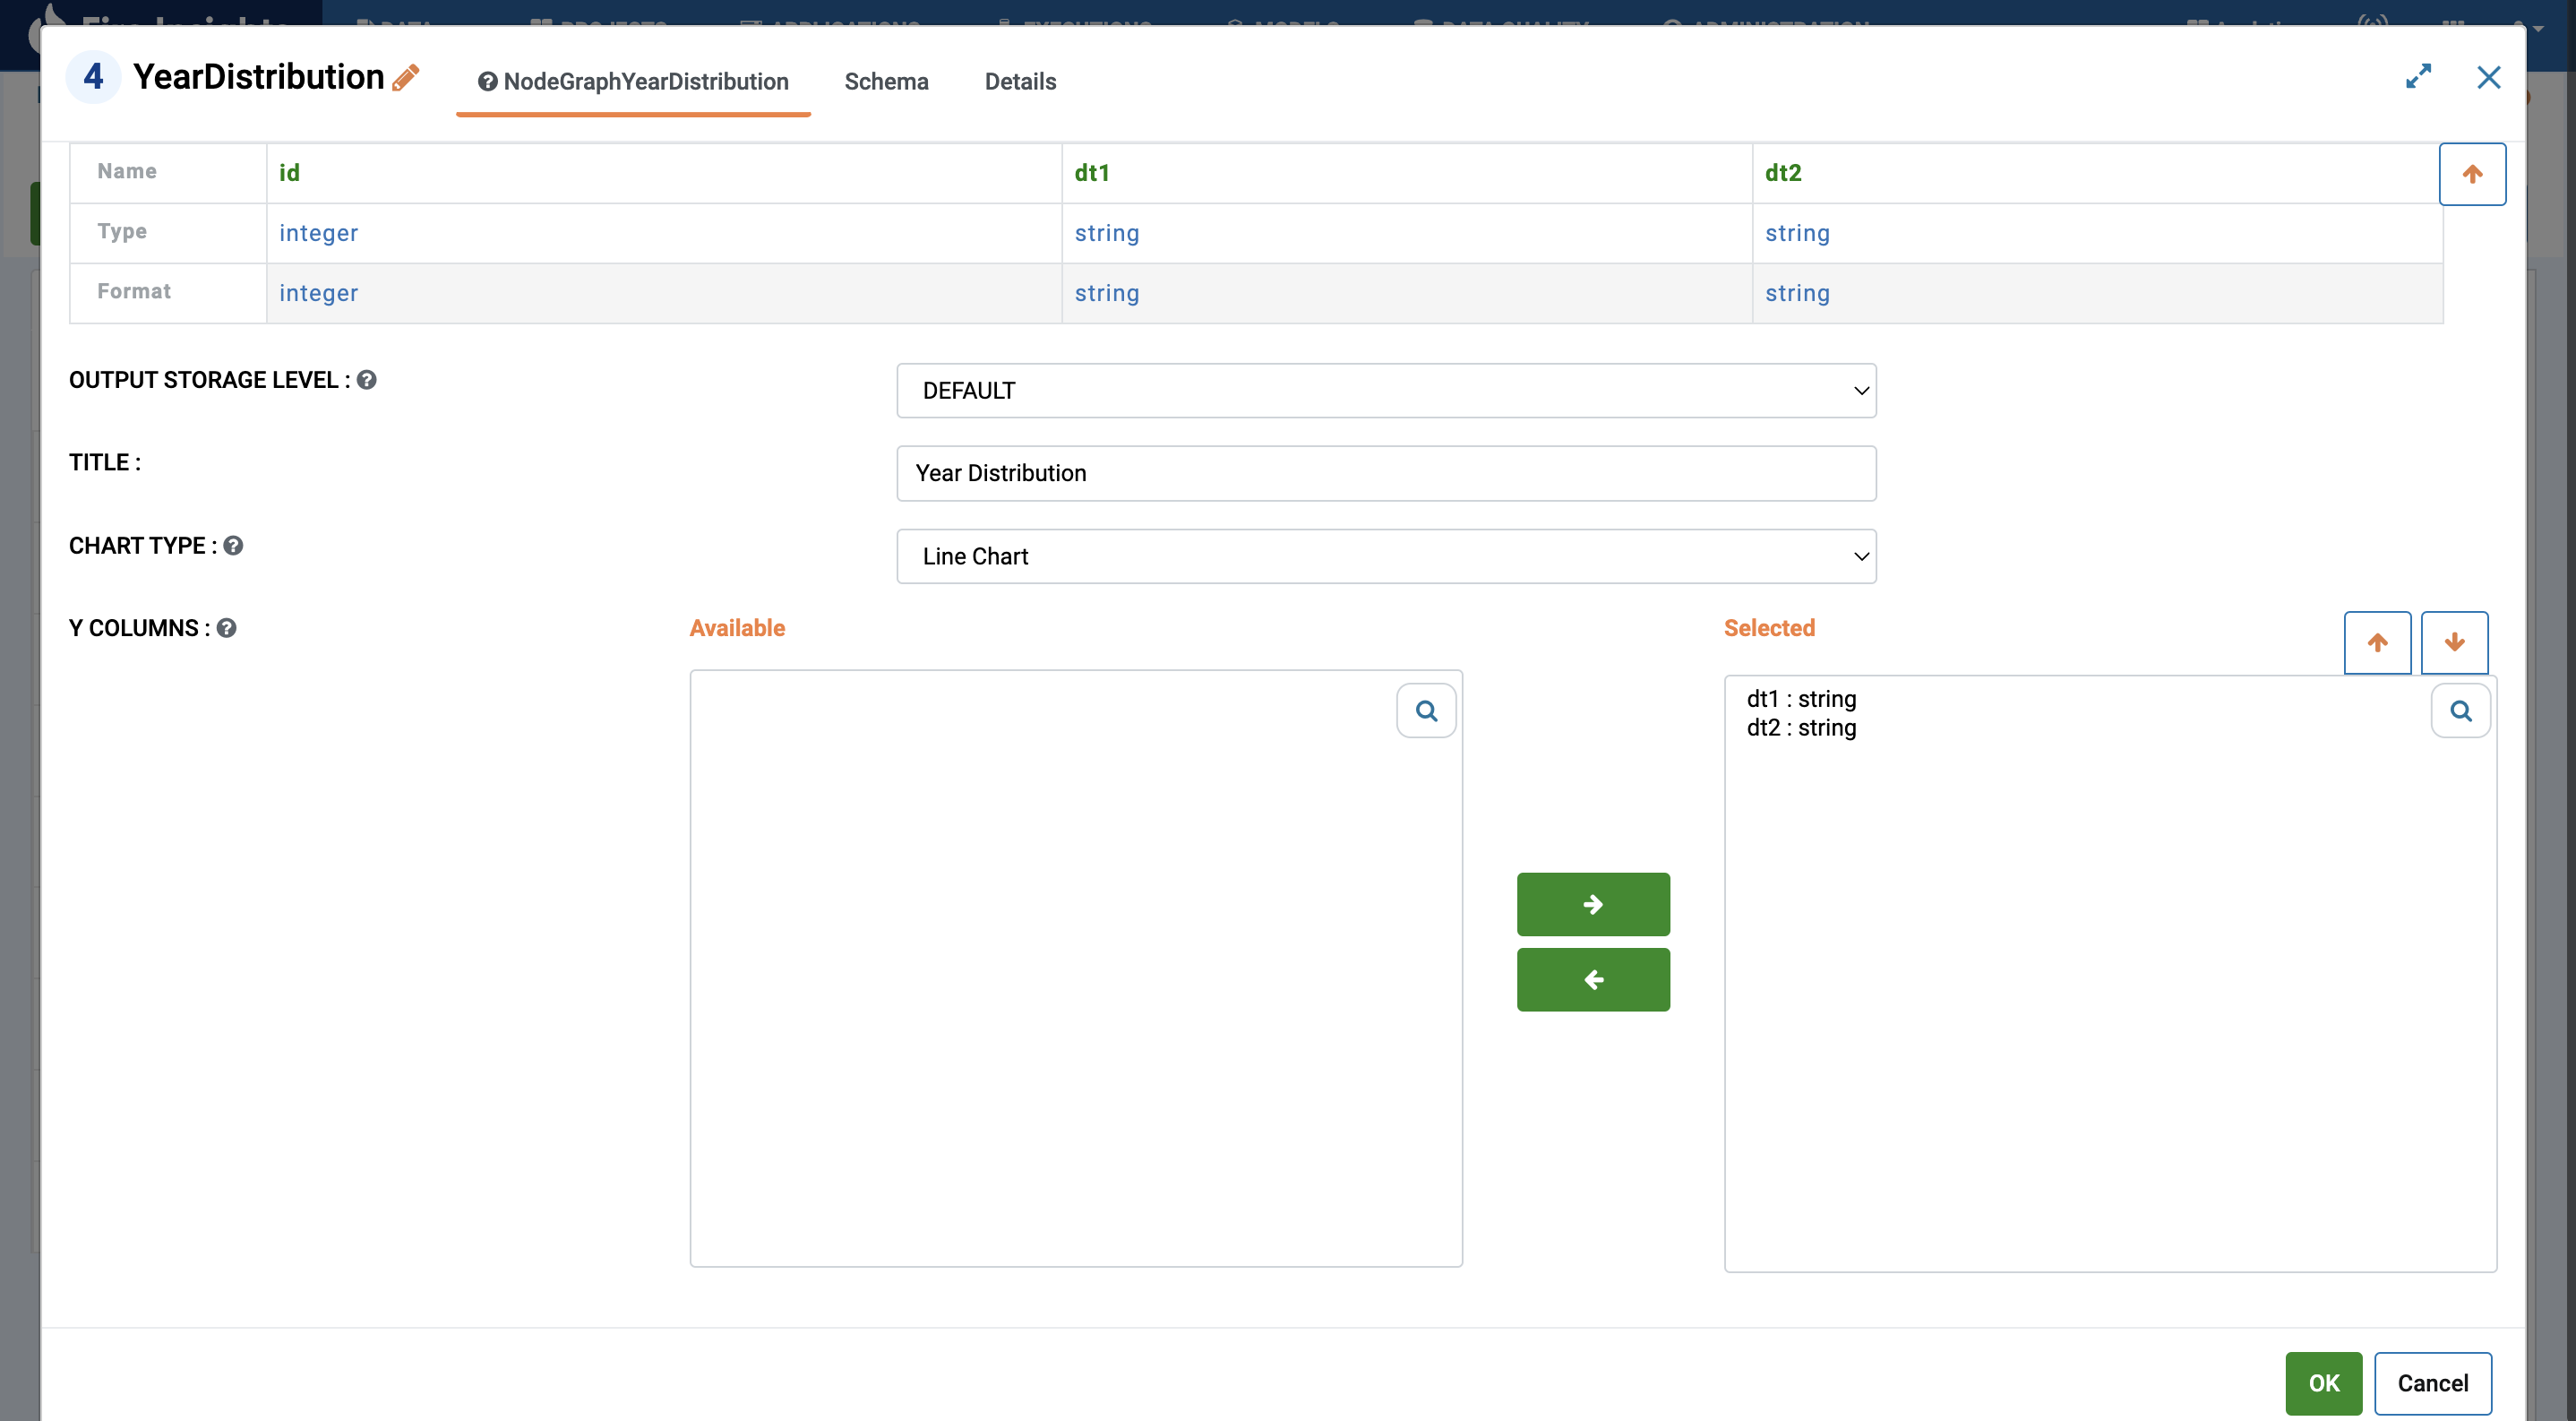 4 YearDistribution NodeGraphYearDistribution Schema Details
Name id dt1 dt2
Type integer string string
Format integer string string
OUTPUT STORAGE LEVEL : DEFAULT
TITLE : Year Distribution
CHART TYPE : Line Chart
Y COLUMNS : Available Selected
dt1 : string
dt2 : string
OK Cancel